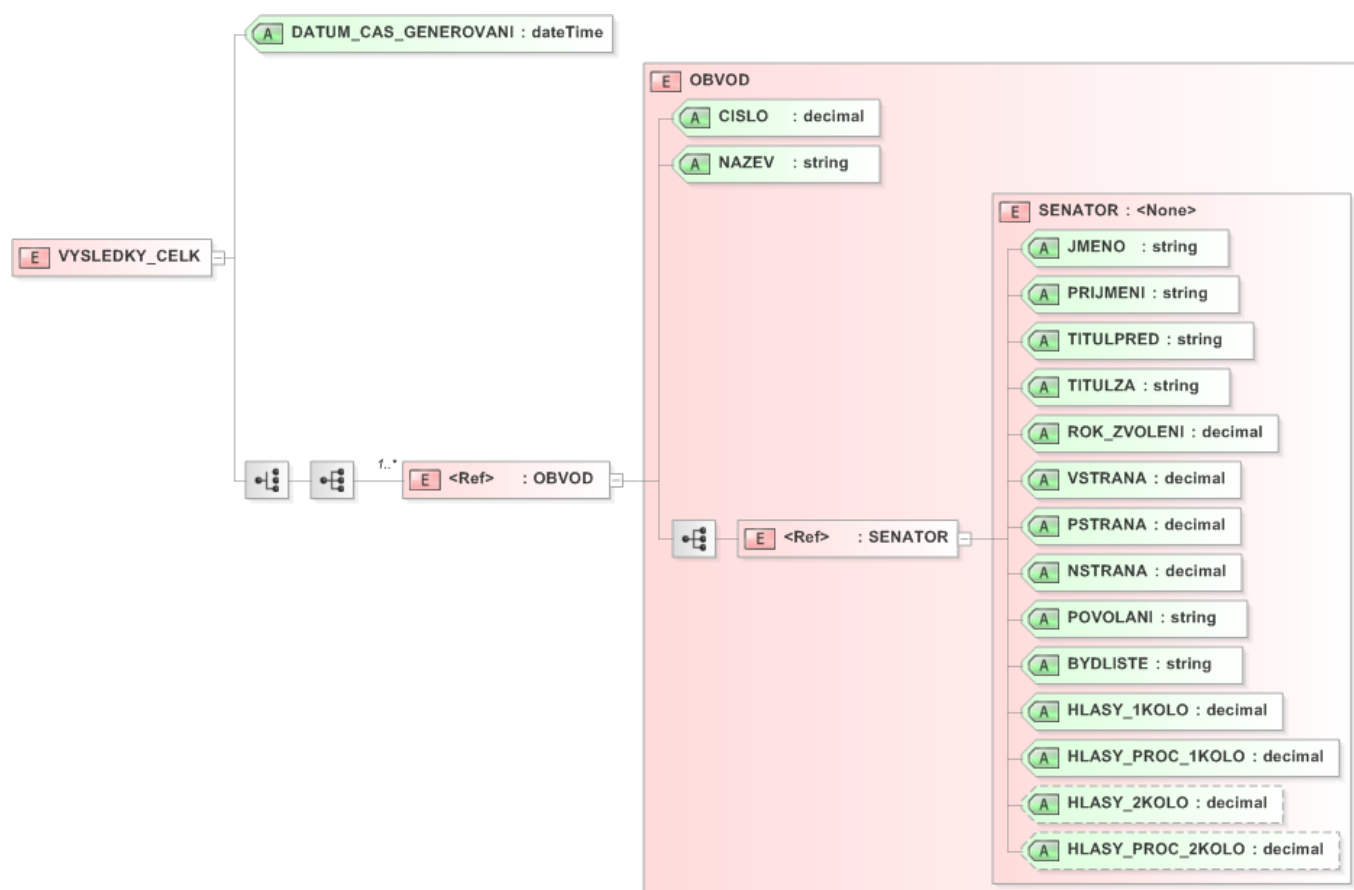 A DATUM_CAS_GENEROVANI : dateTime
E OBVOD
A CISLO : decimal
A NAZEV : string
E SENATOR : <None>
A JMENO : string
E VYSLEDKY_CELK
A PRIJMENI : string
A TITULPRED : string
A TITULZA : string
A ROK_ZVOLENI : decimal
1..*
E <Ref> : OBVOD
A VSTRANA : decimal
A PSTRANA : decimal
E <Ref> : SENATOR
A NSTRANA : decimal
A POVOLANI : string
A BYDLISTE : string
A HLASY_1KOLO : decimal
A HLASY_PROC_1KOLO : decimal
A HLASY_2KOLO : decimal
A HLASY_PROC_2KOLO : decimal